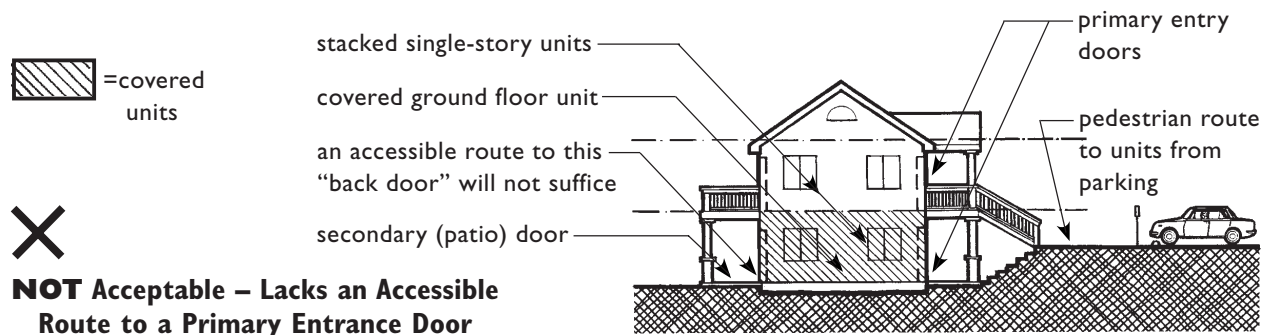 =covered
units
stacked single-story units
covered ground floor unit
an accessible route to this
“back door” will not suffice
secondary (patio) door
primary entry
doors
pedestrian route
to units from
parking
NOT Acceptable – Lacks an Accessible
Route to a Primary Entrance Door